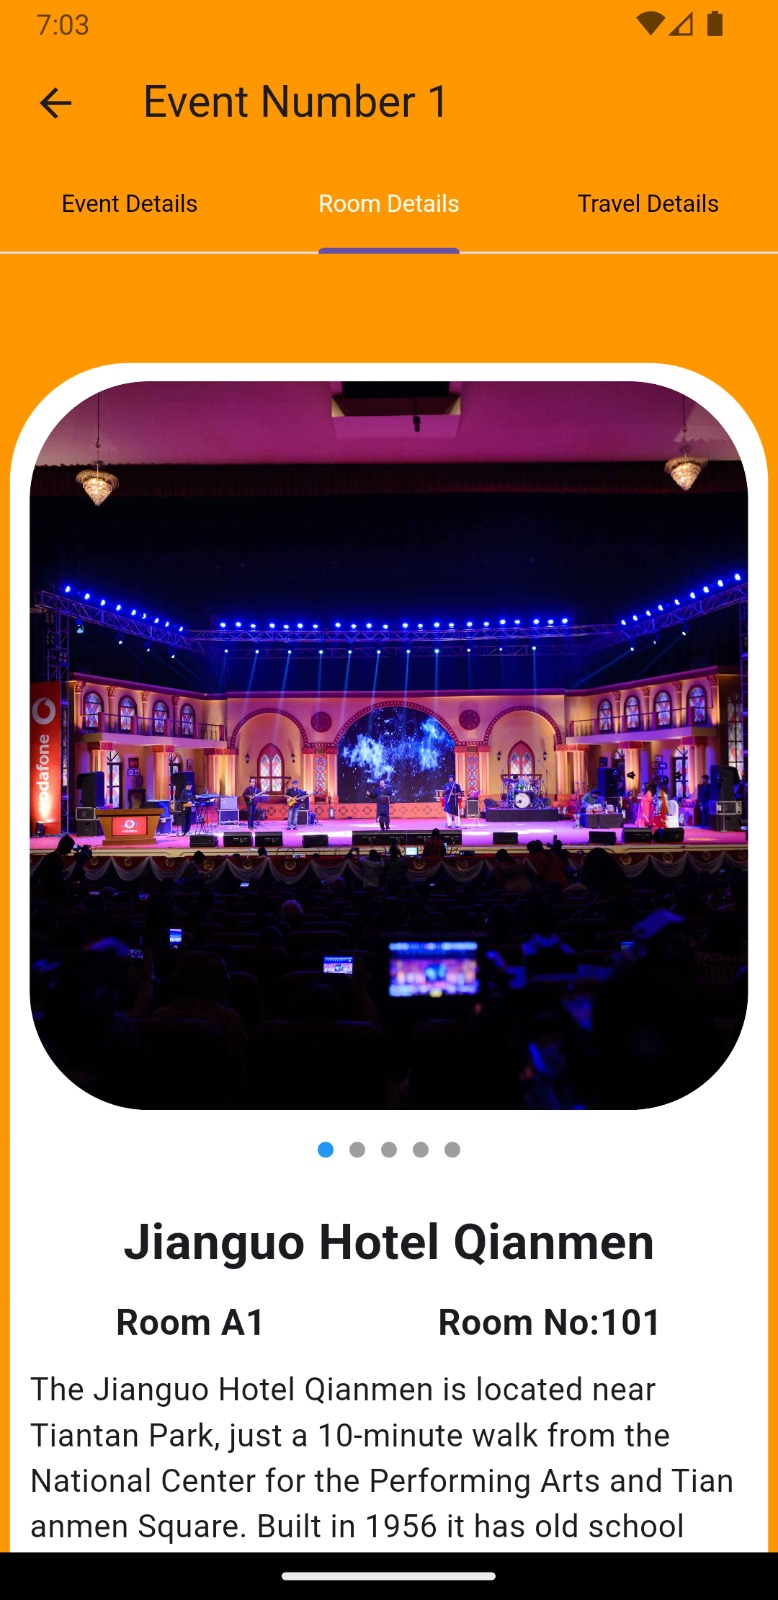 7:03
Event Number 1
Event Details
Room Details
Travel Details
vodafone
Jianguo Hotel Qianmen
Room A1
Room No:101
The Jianguo Hotel Qianmen is located near
Tiantan Park, just a 10-minute walk from the
National Center for the Performing Arts and Tian
anmen Square. Built in 1956 it has old school